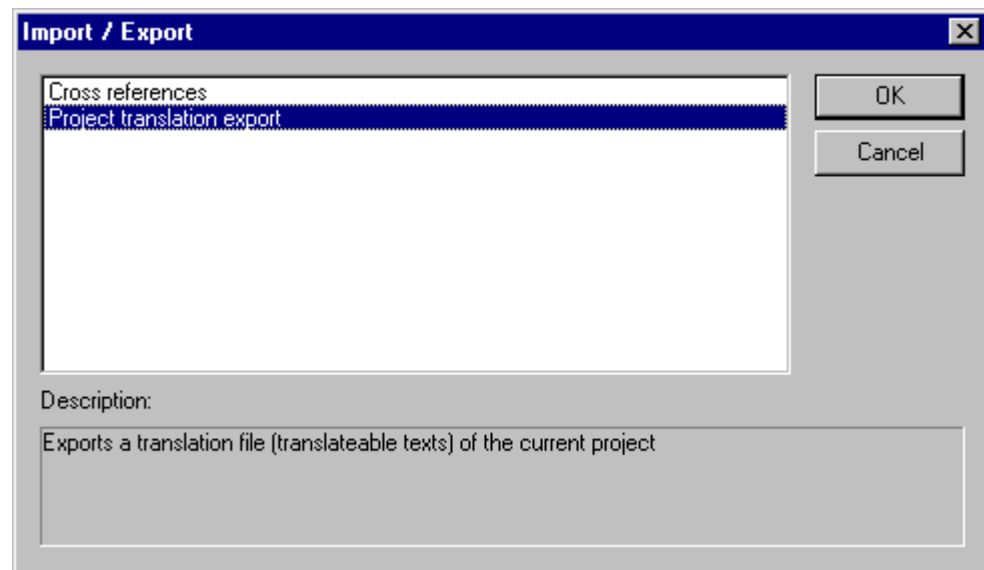 Import / Export
Cross references
Project translation export
OK
Cancel
Description:
Exports a translation file (translateable texts) of the current project